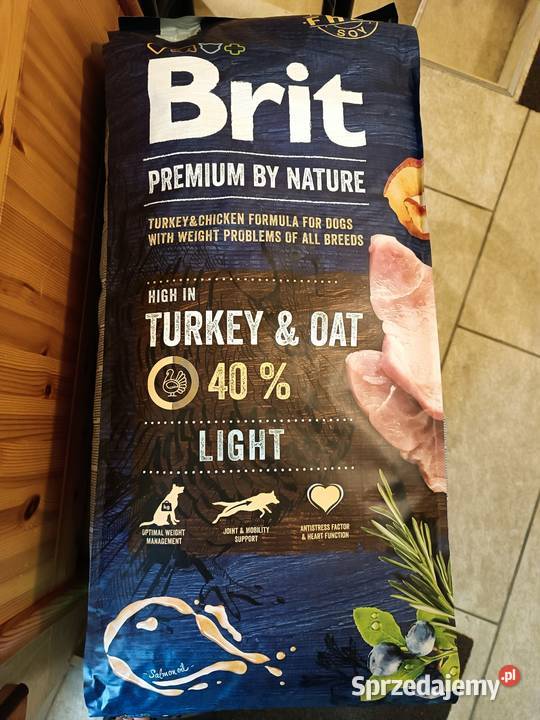 SOY
Brit
PREMIUM BY NATURE
TURKEY&CHICKEN FORMULA FOR DOGS
WITH WEIGHT PROBLEMS OF ALL BREEDS
HIGH IN
TURKEY & OAT
40 %
LIGHT
OPTIMAL WEIGHT
MANAGEMENT
JOINT & MOBILITY
SUPPORT
ANTISTRESS FACTOR
& HEART FUNCTION
Salmon oil
Sprzedajemy.pl